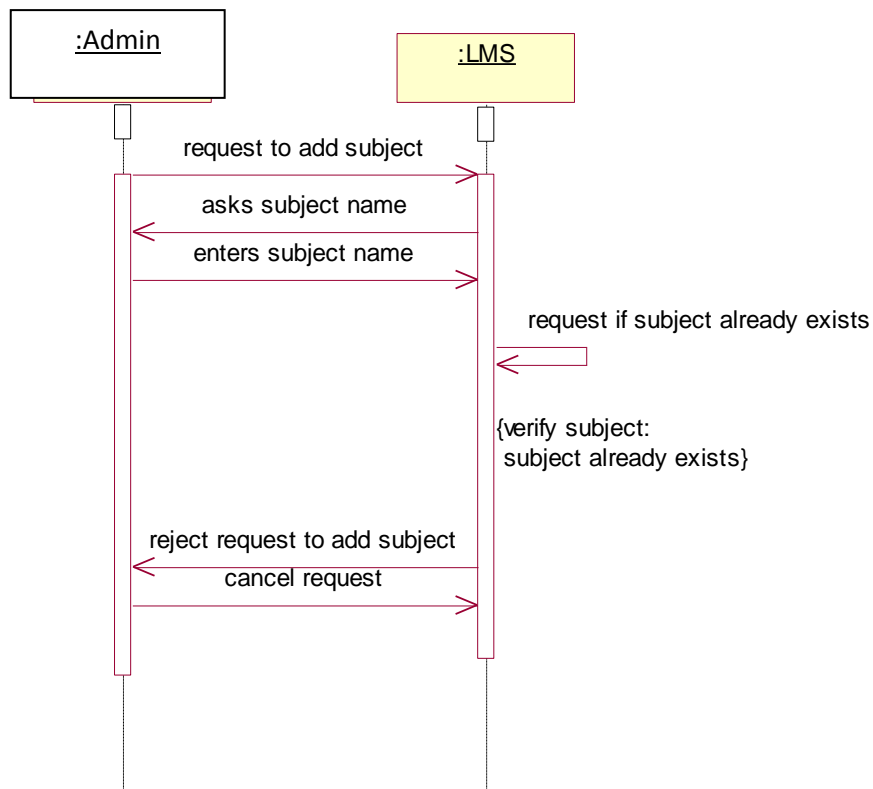 :Admin
:LMS
request to add subject
asks subject name
enters subject name
request if subject already exists
{verify subject:
subject already exists}
reject request to add subject
cancel request